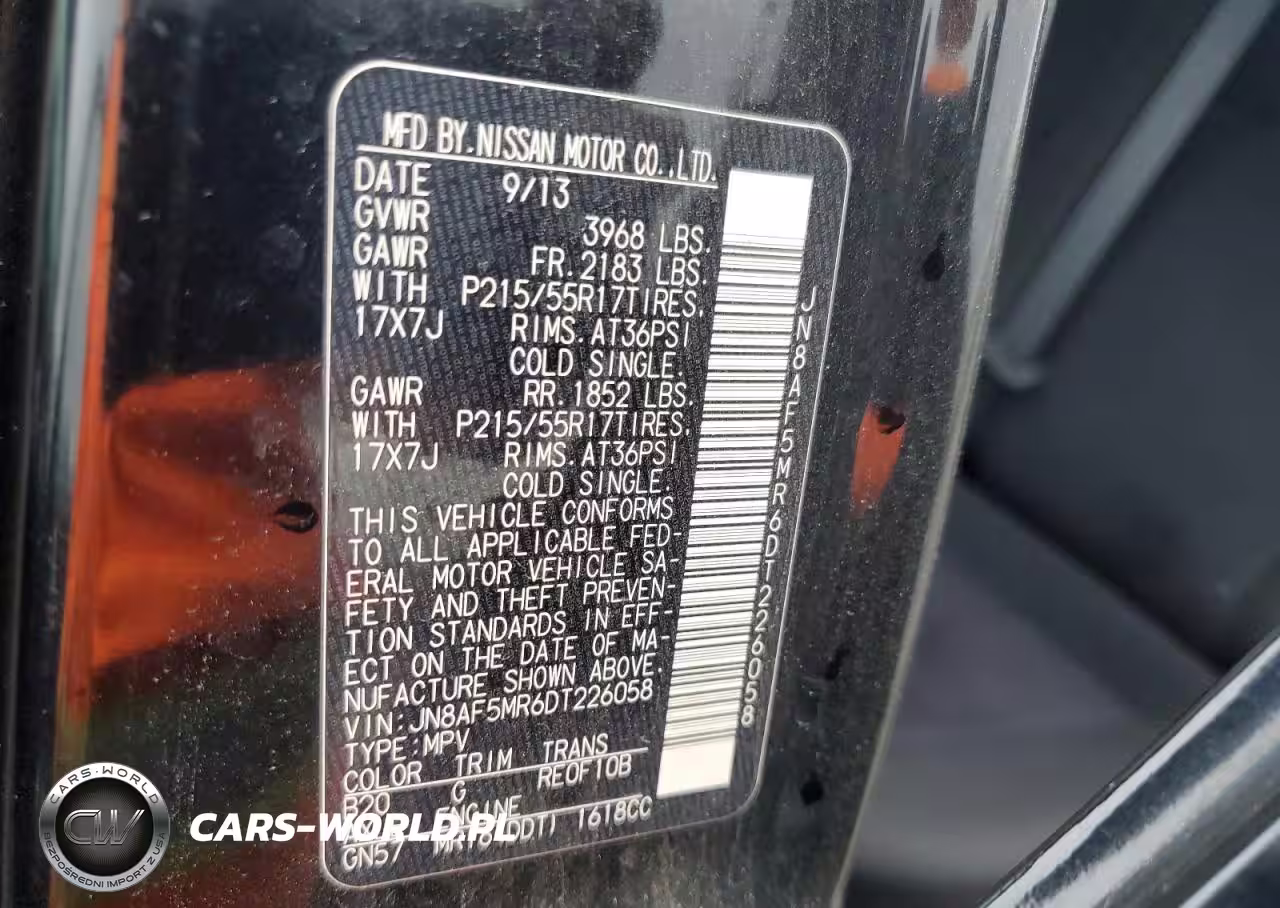 MFD BY.NISSAN MOTOR CO.,LTD.
DATE 9/13
GVWR 3968 LBS.
GAWR FR.2183 LBS.
WITH P215/55R17TIRES.
17X7J RIMS.AT36PSI
COLD SINGLE.
GAWR RR.1852 LBS.
WITH P215/55R17TIRES.
17X7J RIMS.AT36PSI
COLD SINGLE.
THIS VEHICLE CONFORMS
TO ALL APPLICABLE FED-
ERAL MOTOR VEHICLE SA-
FETY AND THEFT PREVEN-
TION STANDARDS IN EFF-
ECT ON THE DATE OF MA-
NUFACTURE SHOWN ABOVE.
VIN:JN8AF5MR6DT226058
TYPE:MPV
COLOR TRIM TRANS
B20 G RE0F10B
ENGINE
GN57 1618CC
JN8AF5MR6DT226058
CARS-WORLD
CW
BEZPOŚREDNI IMPORT Z USA
CARS-WORLD.PL